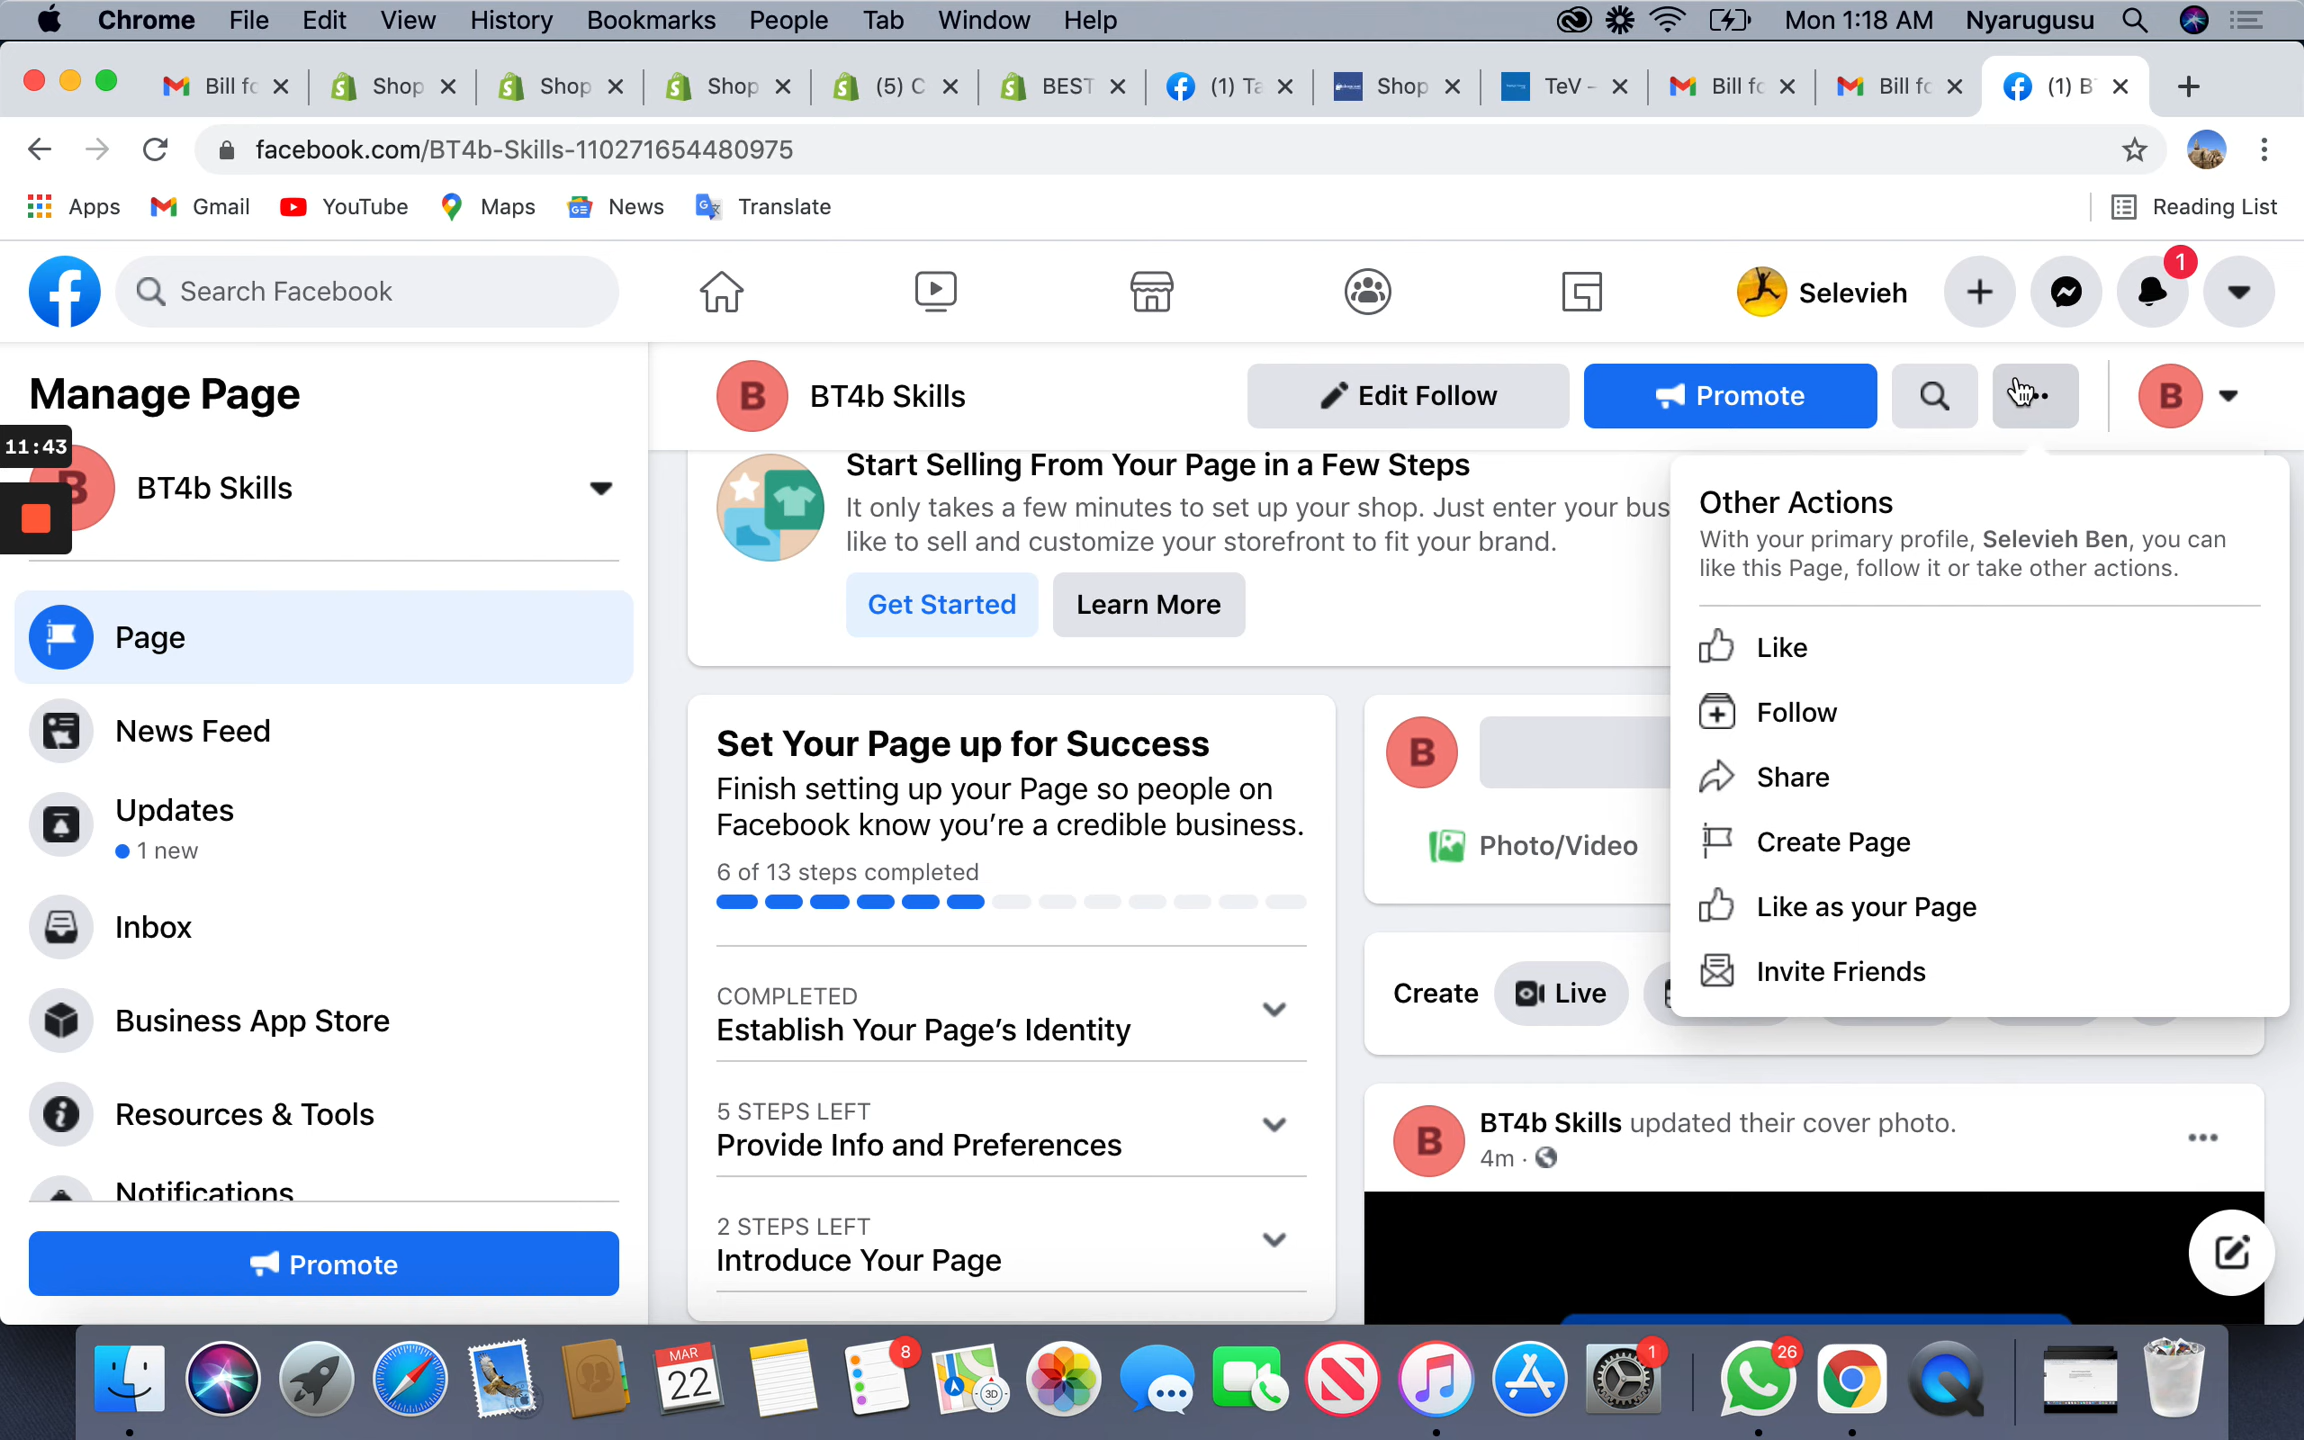 Chrome File Edit View History Bookmarks People Tab Window Help Mon 1:18 AM Nyarugusu
Bill fo Shop Shop Shop (5) C BEST (1) Ta Shop TeV - Bill fo Bill fo (1) B
facebook.com/BT4b-Skills-110271654480975
Apps Gmail YouTube Maps News Translate Reading List
Search Facebook Selevieh 1
Manage Page
11:43
B BT4b Skills
Page
News Feed
Updates
1 new
Inbox
Business App Store
Resources & Tools
Notifications
Promote
B BT4b Skills Edit Follow Promote B
Start Selling From Your Page in a Few Steps
It only takes a few minutes to set up your shop. Just enter your bus
like to sell and customize your storefront to fit your brand.
Get Started Learn More
Set Your Page up for Success
Finish setting up your Page so people on
Facebook know you're a credible business.
6 of 13 steps completed
COMPLETED
Establish Your Page's Identity
5 STEPS LEFT
Provide Info and Preferences
2 STEPS LEFT
Introduce Your Page
B
Photo/Video
Create Live
B BT4b Skills updated their cover photo.
4m ·
Other Actions
With your primary profile, Selevieh Ben, you can
like this Page, follow it or take other actions.
Like
Follow
Share
Create Page
Like as your Page
Invite Friends
MAR
22
8
3D
1
26